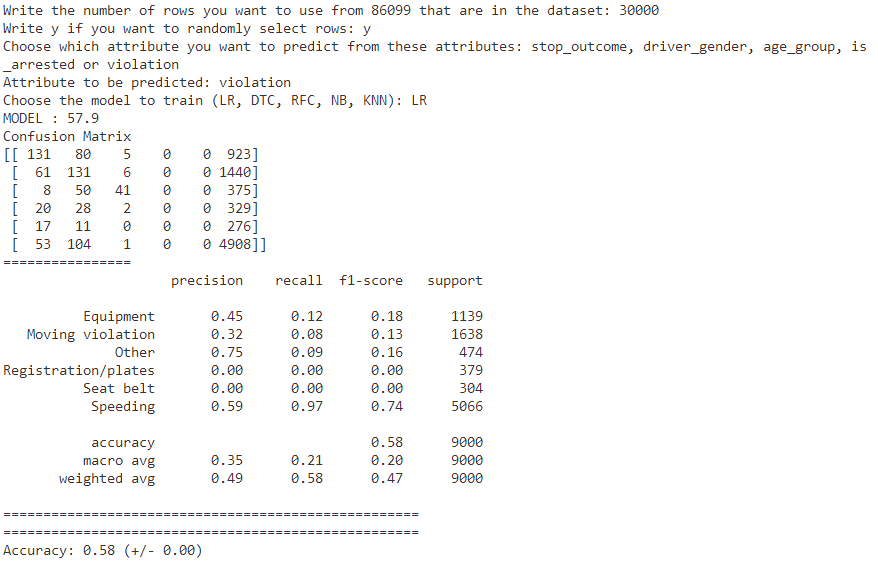 Write the number of rows you want to use from 86099 that are in the dataset: 30000
Write y if you want to randomly select rows: y
Choose which attribute you want to predict from these attributes: stop_outcome, driver_gender, age_group, is
_arrested or violation
Attribute to be predicted: violation
Choose the model to train (LR, DTC, RFC, NB, KNN): LR
MODEL : 57.9
Confusion Matrix
[[ 131   80    5    0    0  923]
 [  61  131    6    0    0 1440]
 [   8   50   41    0    0  375]
 [  20   28    2    0    0  329]
 [  17   11    0    0    0  276]
 [  53  104    1    0    0 4908]]
================
                     precision    recall  f1-score   support
          Equipment       0.45      0.12      0.18      1139
   Moving violation       0.32      0.08      0.13      1638
              Other       0.75      0.09      0.16       474
Registration/plates       0.00      0.00      0.00       379
          Seat belt       0.00      0.00      0.00       304
           Speeding       0.59      0.97      0.74      5066
           accuracy                           0.58      9000
          macro avg       0.35      0.21      0.20      9000
       weighted avg       0.49      0.58      0.47      9000
====================================================
====================================================
Accuracy: 0.58 (+/- 0.00)